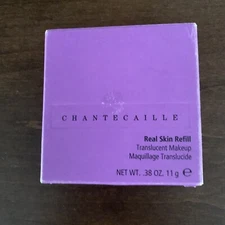 CHANTECAILLE
Real Skin Refill
Translucent Makeup
Maquillage Translucide
NET WT. .38 OZ. 11 g ℮